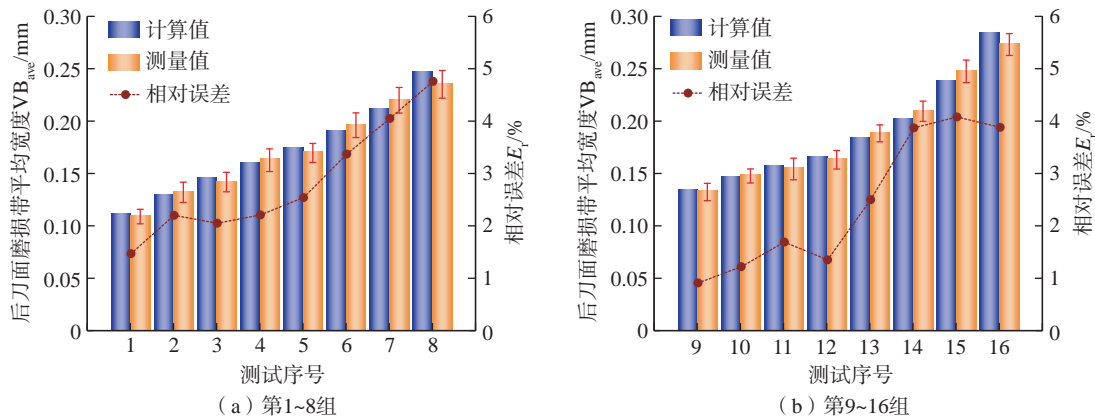 后刀面磨损带平均宽度VBave/mm
0.30
0.25
0.20
0.15
0.10
0.05
0
计算值
测量值
相对误差
6
5
4
3
2
1
0
相对误差Er/%
1 2 3 4 5 6 7 8
测试序号
（a）第1~8组
后刀面磨损带平均宽度VBave/mm
0.30
0.25
0.20
0.15
0.10
0.05
0
计算值
测量值
相对误差
6
5
4
3
2
1
0
相对误差Er/%
9 10 11 12 13 14 15 16
测试序号
（b）第9~16组